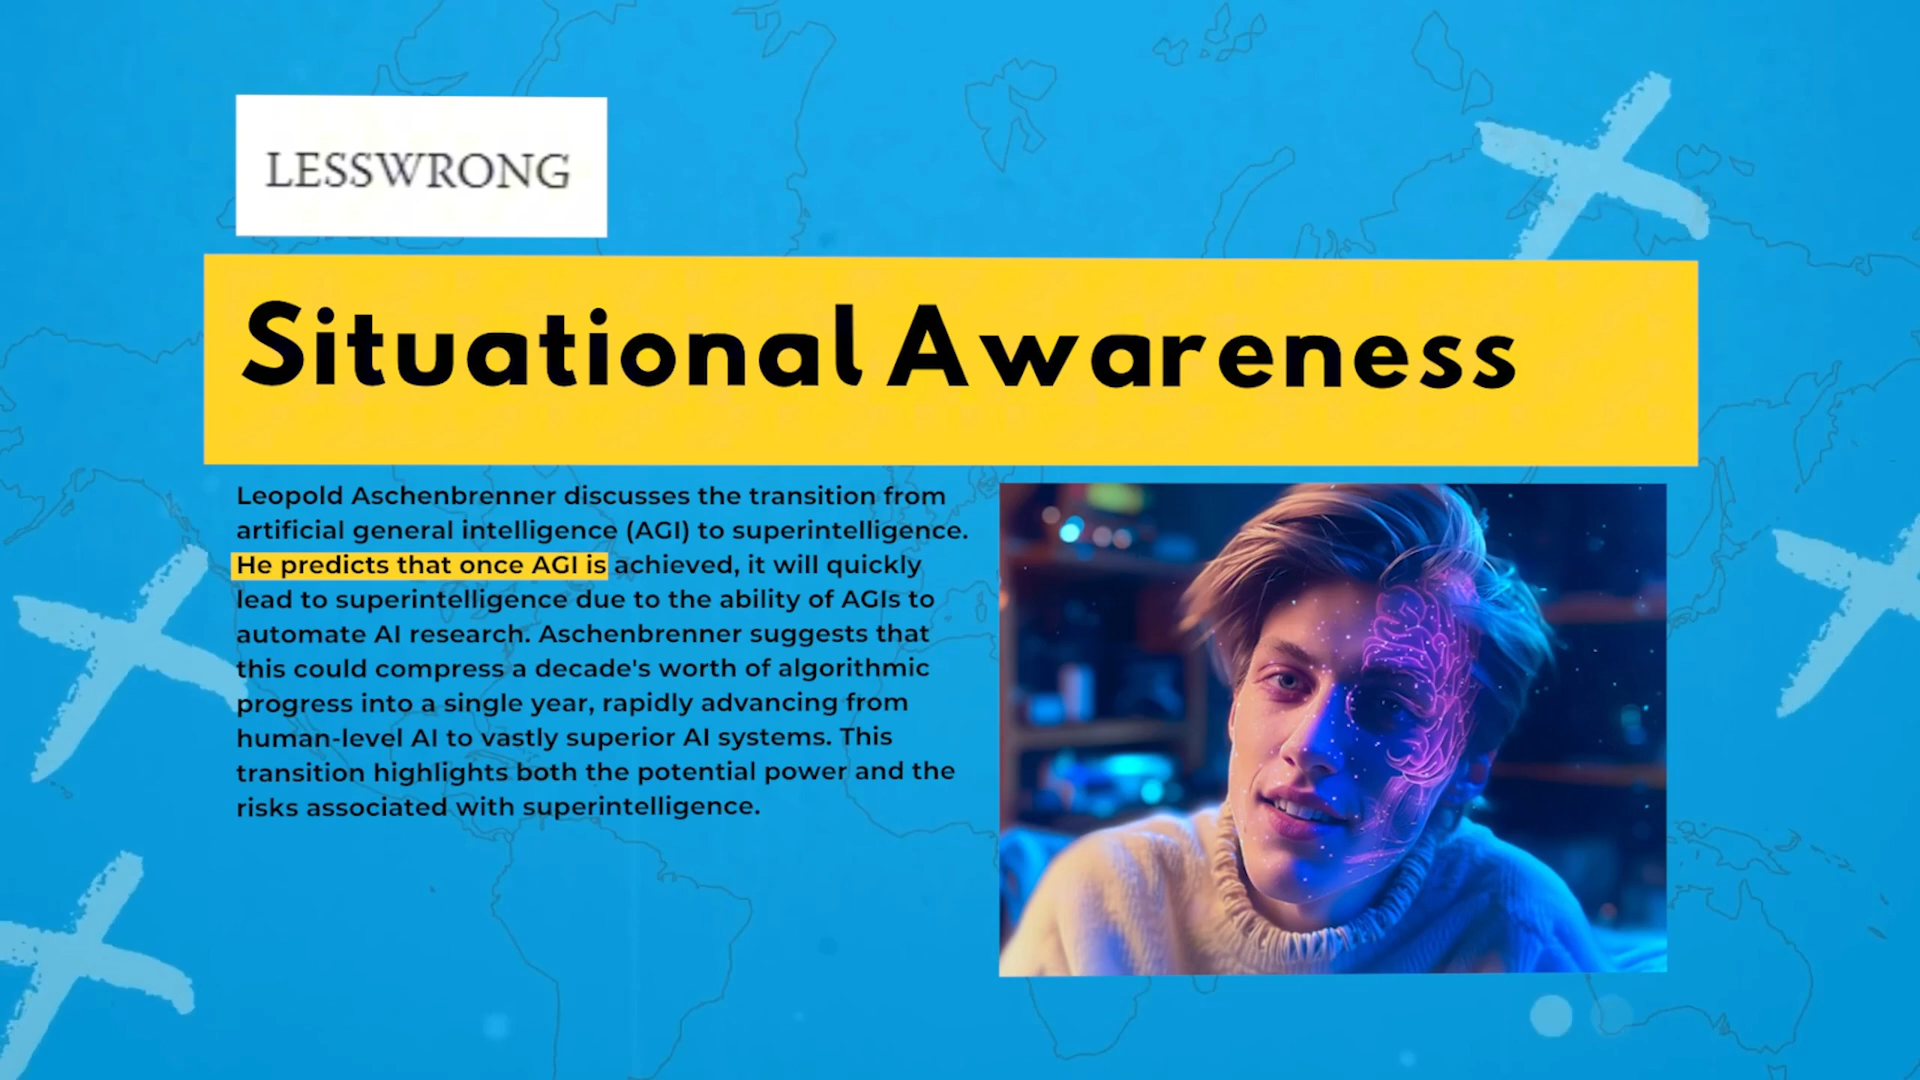 LESSWRONG
Situational Awareness
Leopold Aschenbrenner discusses the transition from
artificial general intelligence (AGI) to superintelligence.
He predicts that once AGI is achieved, it will quickly
lead to superintelligence due to the ability of AGIs to
automate AI research. Aschenbrenner suggests that
this could compress a decade's worth of algorithmic
progress into a single year, rapidly advancing from
human-level AI to vastly superior AI systems. This
transition highlights both the potential power and the
risks associated with superintelligence.